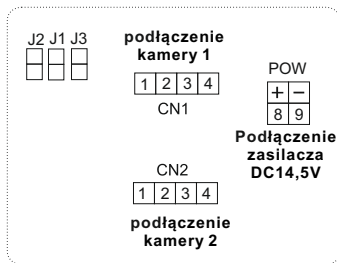 J2 J1 J3
podłączenie
kamery 1
1 2 3 4
CN1
POW
+ −
8 9
Podłączenie
zasilacza
DC14,5V
CN2
1 2 3 4
podłączenie
kamery 2